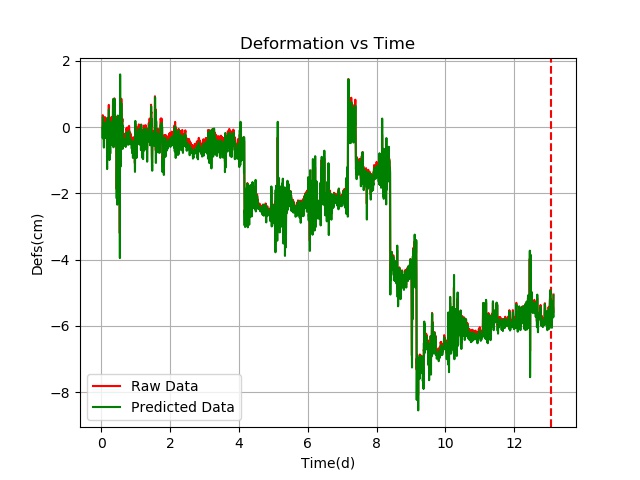 Deformation vs Time
2
0
−2
−4
−6
−8
Defs(cm)
Raw Data
Predicted Data
0 2 4 6 8 10 12
Time(d)